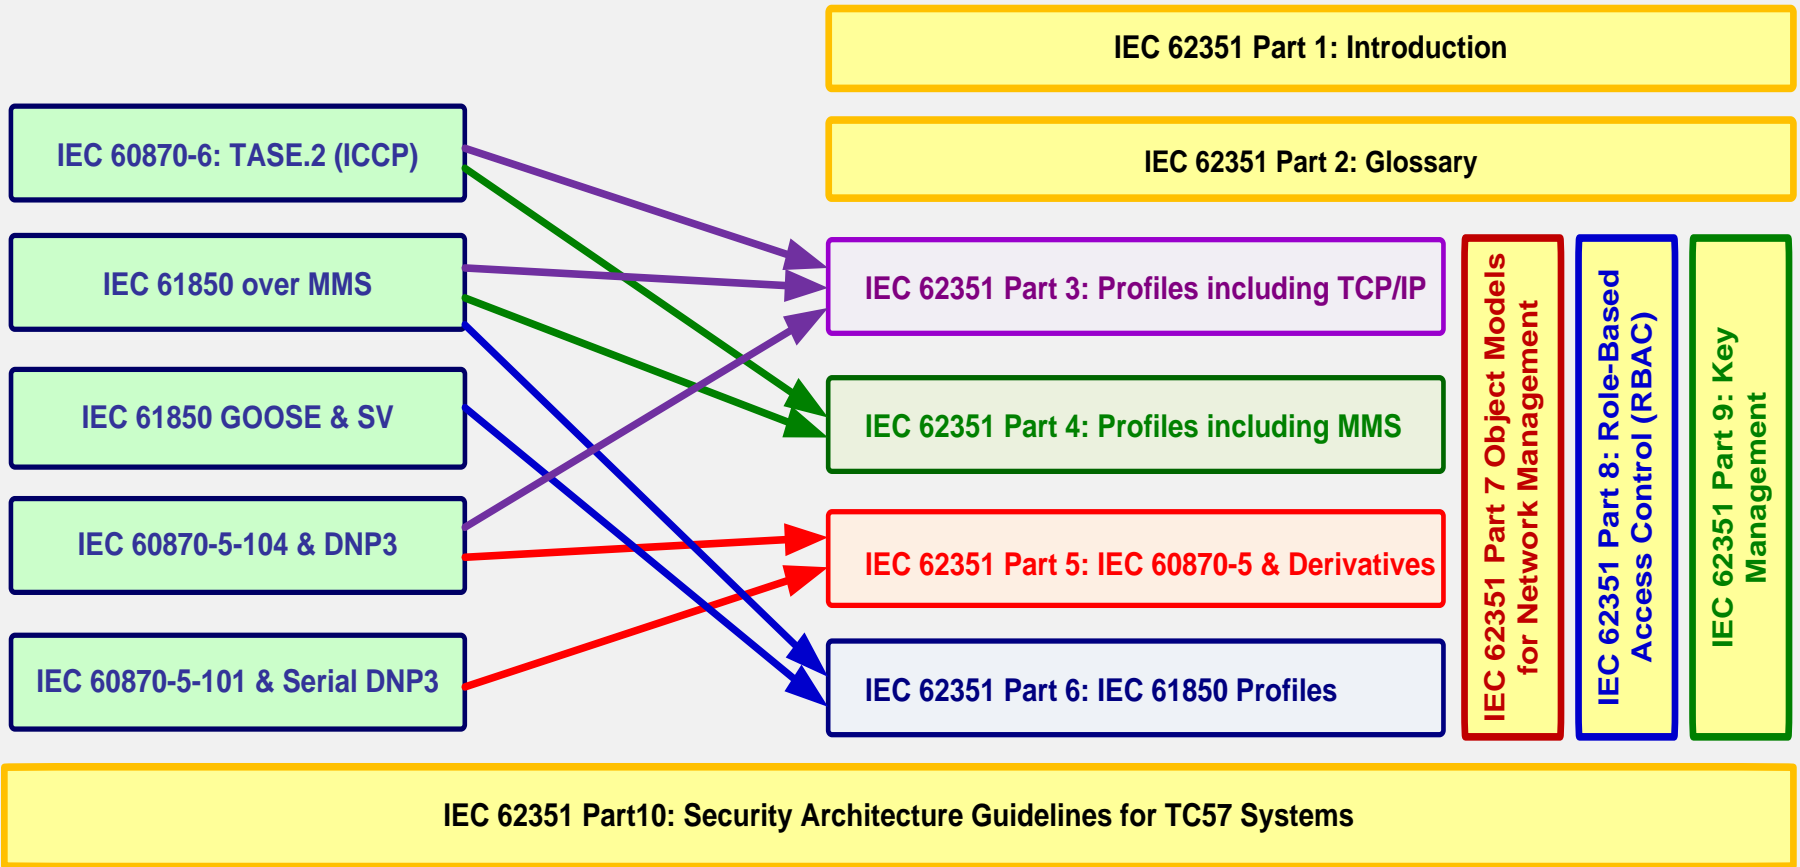 IEC 62351 Part 1: Introduction
IEC 62351 Part 2: Glossary
IEC 60870-6: TASE.2 (ICCP)
IEC 61850 over MMS
IEC 61850 GOOSE & SV
IEC 60870-5-104 & DNP3
IEC 60870-5-101 & Serial DNP3
IEC 62351 Part 3: Profiles including TCP/IP
IEC 62351 Part 4: Profiles including MMS
IEC 62351 Part 5: IEC 60870-5 & Derivatives
IEC 62351 Part 6: IEC 61850 Profiles
IEC 62351 Part 7 Object Models
for Network Management
IEC 62351 Part 8: Role-Based
Access Control (RBAC)
IEC 62351 Part 9: Key
Management
IEC 62351 Part10: Security Architecture Guidelines for TC57 Systems